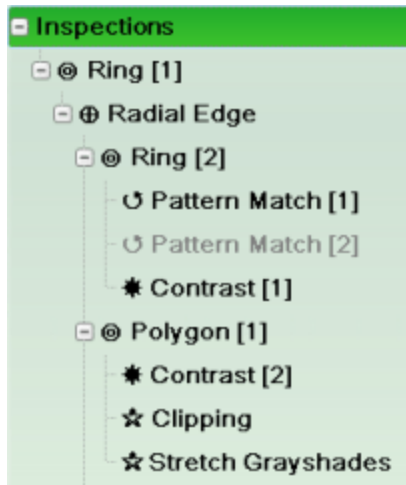 Inspections
Ring [1]
Radial Edge
Ring [2]
Pattern Match [1]
Pattern Match [2]
Contrast [1]
Polygon [1]
Contrast [2]
Clipping
Stretch Grayshades